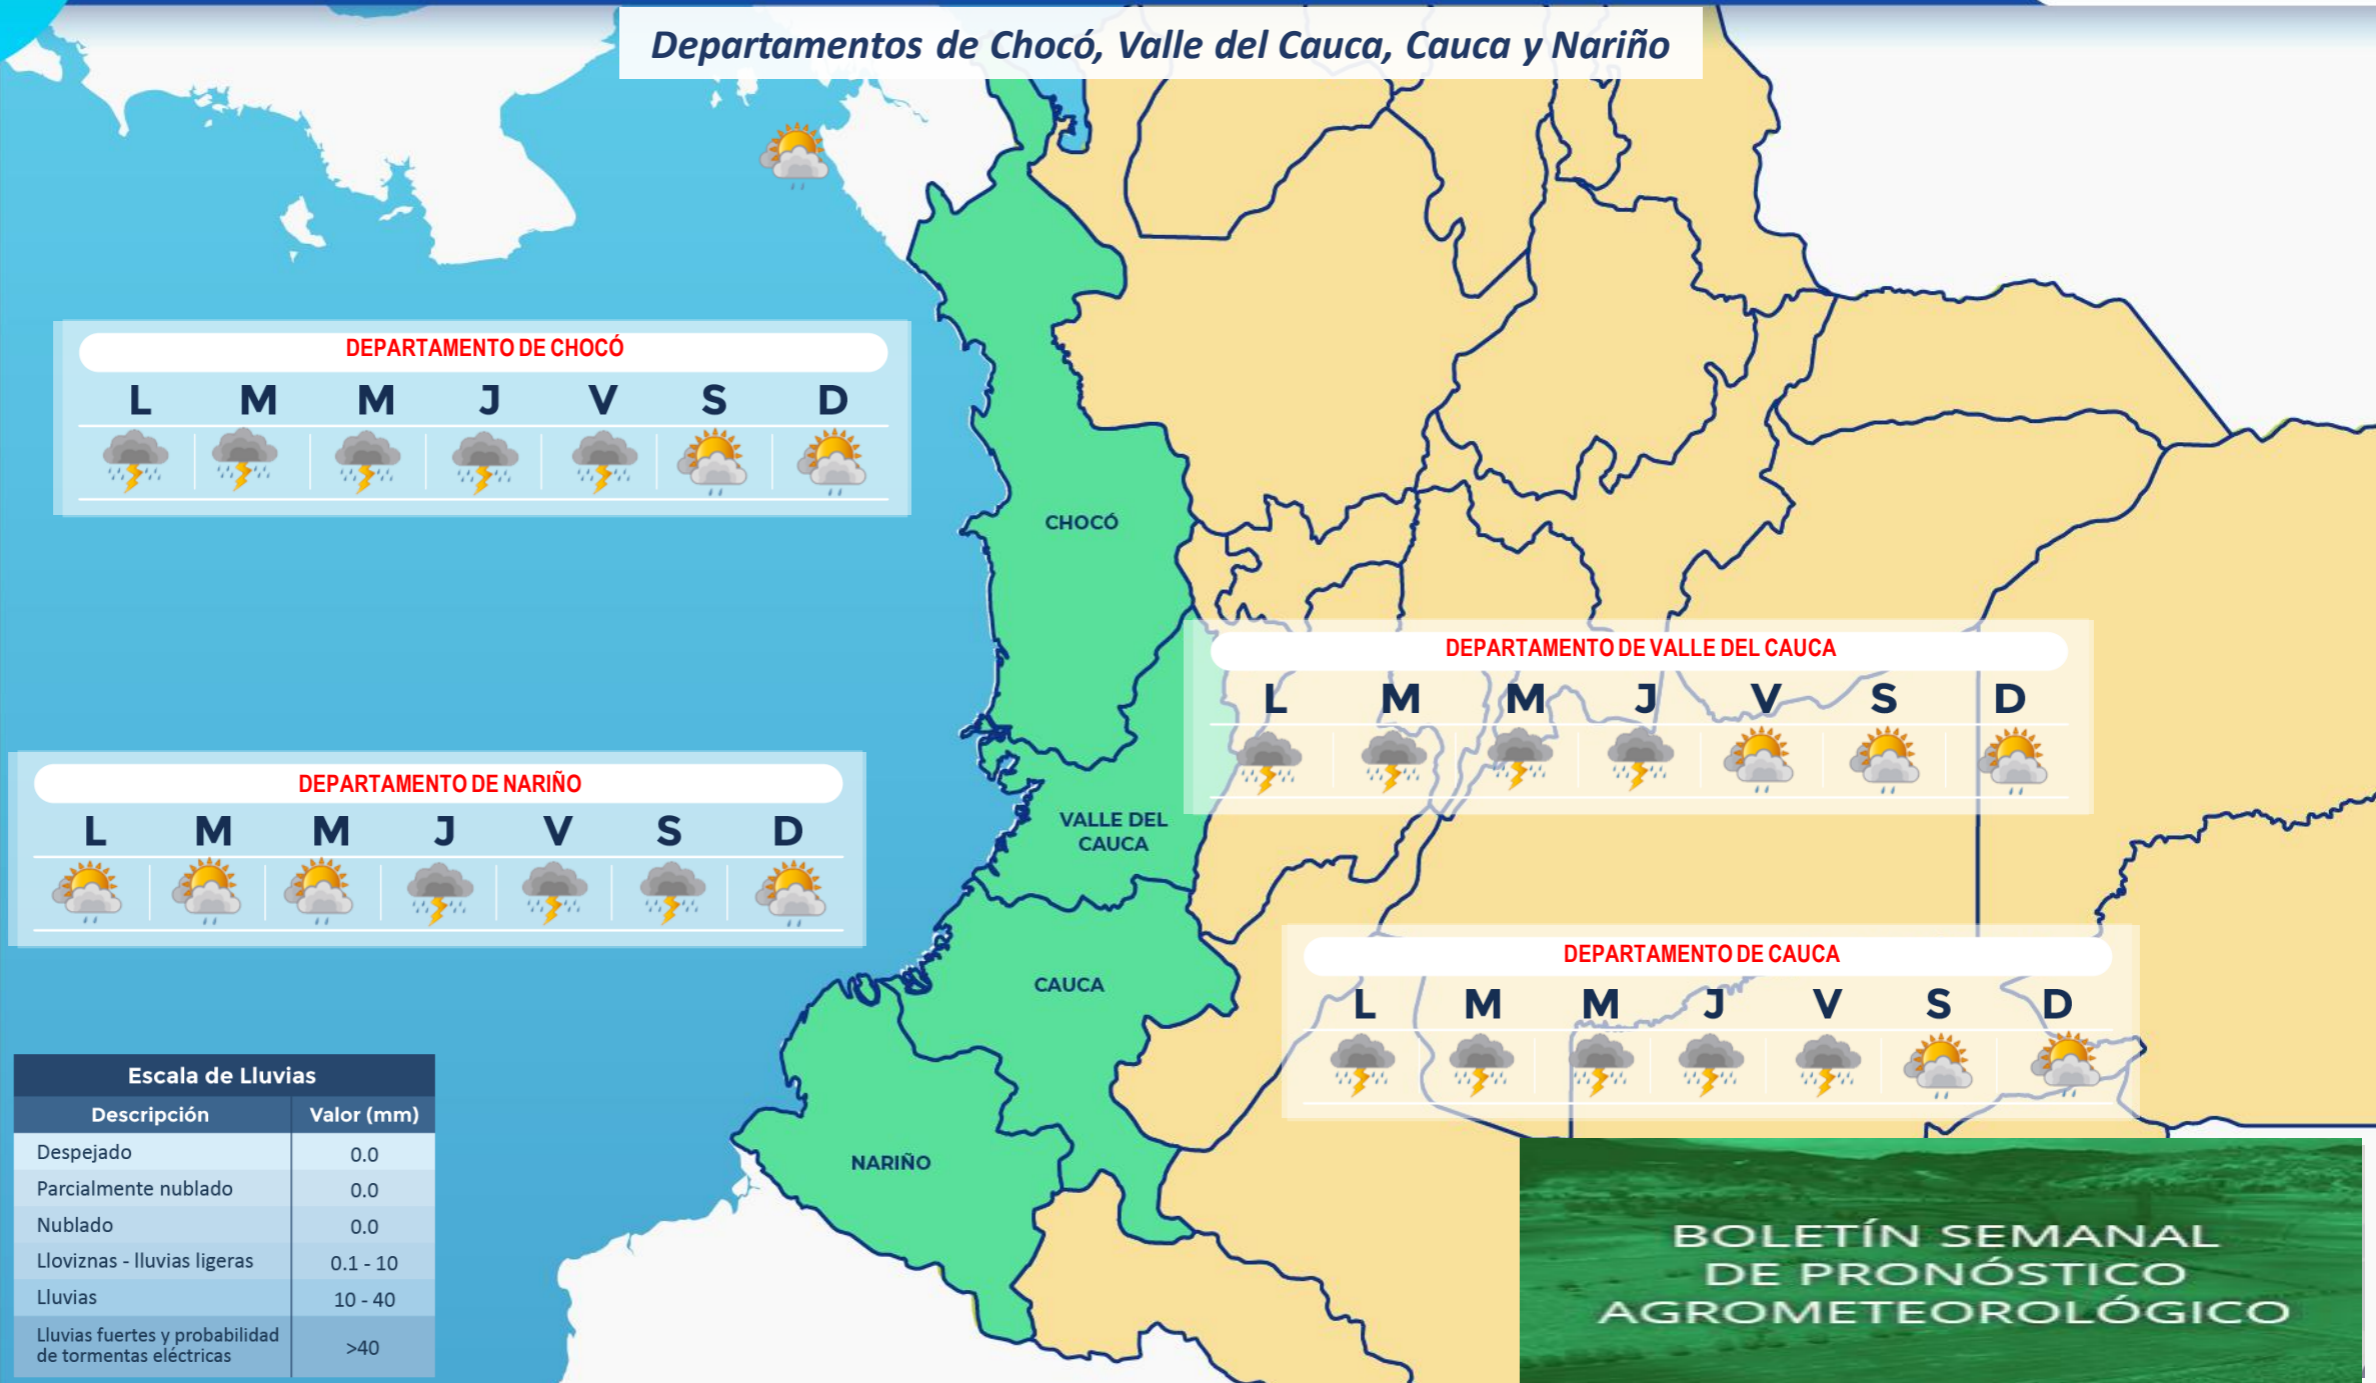 Departamentos de Chocó, Valle del Cauca, Cauca y Nariño
DEPARTAMENTO DE CHOCÓ
L M M J V S D
CHOCÓ
DEPARTAMENTO DE VALLE DEL CAUCA
L M M J V S D
DEPARTAMENTO DE NARIÑO
L M M J V S D
VALLE DEL
CAUCA
DEPARTAMENTO DE CAUCA
L M M J V S D
CAUCA
NARIÑO
Escala de Lluvias
Descripción Valor (mm)
Despejado 0.0
Parcialmente nublado 0.0
Nublado 0.0
Lloviznas - lluvias ligeras 0.1 - 10
Lluvias 10 - 40
Lluvias fuertes y probabilidad
de tormentas eléctricas >40
BOLETÍN SEMANAL
DE PRONÓSTICO
AGROMETEOROLÓGICO